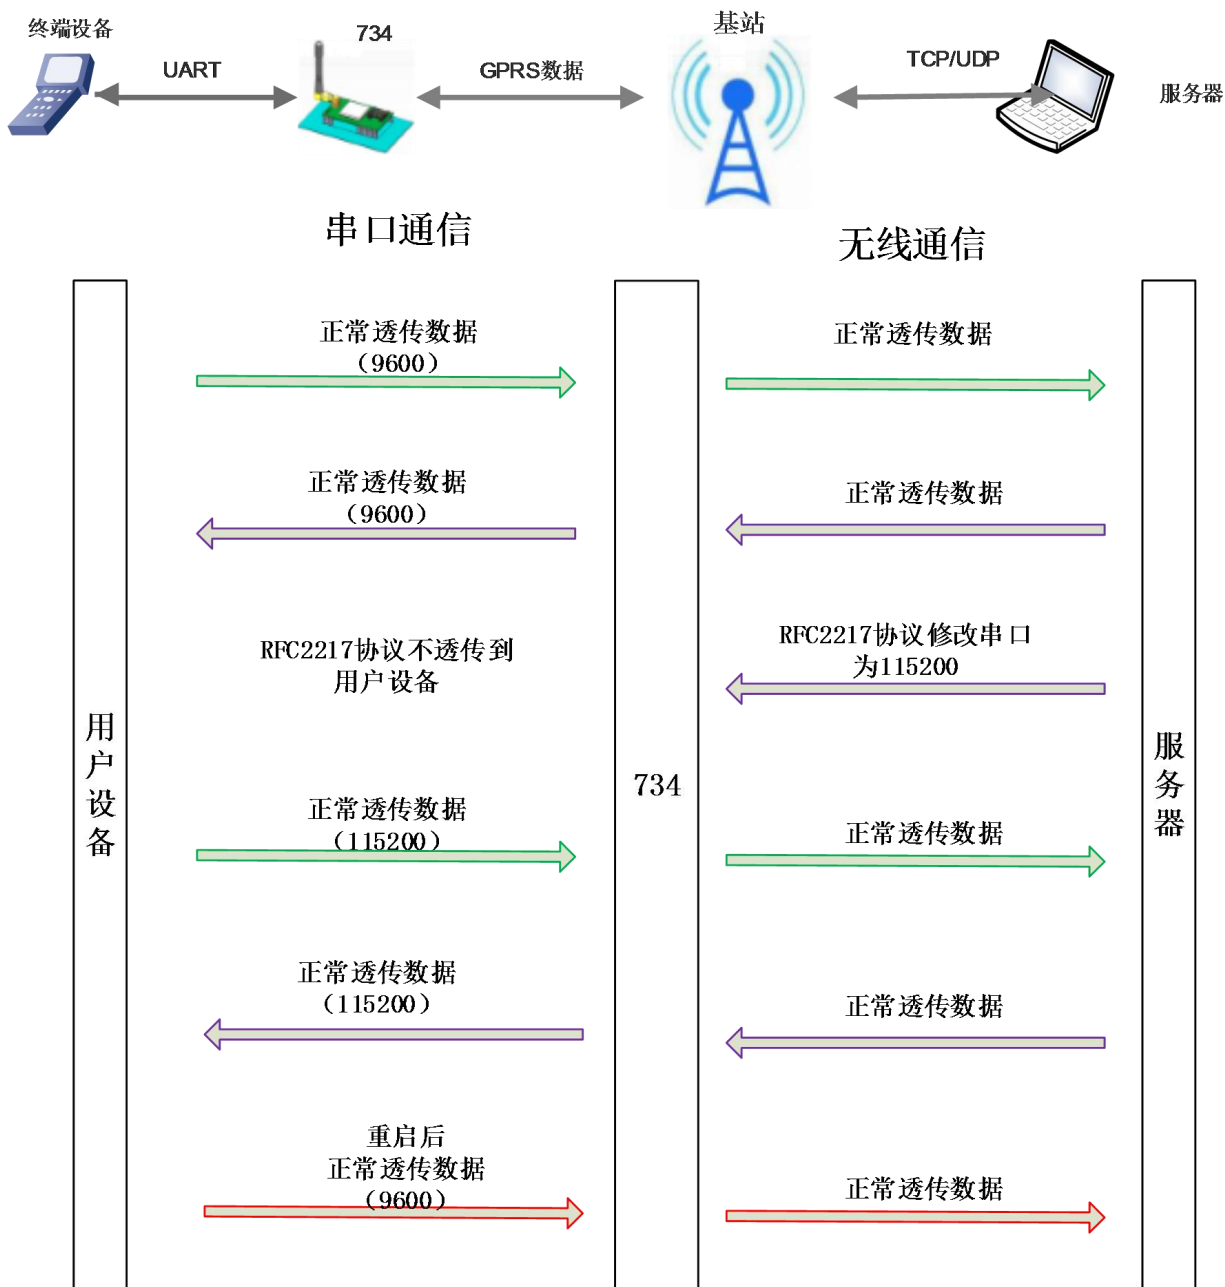 终端设备
734
基站
UART
GPRS数据
TCP/UDP
服务器
串口通信
无线通信
正常透传数据
（9600）
正常透传数据
正常透传数据
（9600）
正常透传数据
RFC2217协议不透传到
用户设备
RFC2217协议修改串口
为115200
用户设备
734
服务器
正常透传数据
（115200）
正常透传数据
正常透传数据
（115200）
正常透传数据
重启后
正常透传数据
（9600）
正常透传数据